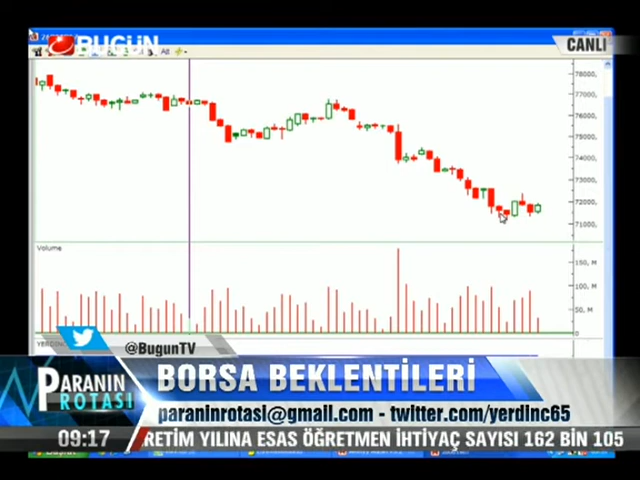 BUGÜN
CANLI
78000,
77000,
76000,
75000,
74000,
73000,
72000,
71000,
Volume
150, M
100, M
50, M
0
@BugunTV
BORSA BEKLENTİLERİ
PARANIN
ROTASI
paraninrotasi@gmail.com - twitter.com/yerdinc65
09:17
RETİM YILINA ESAS ÖĞRETMEN İHTİYAÇ SAYISI 162 BİN 105